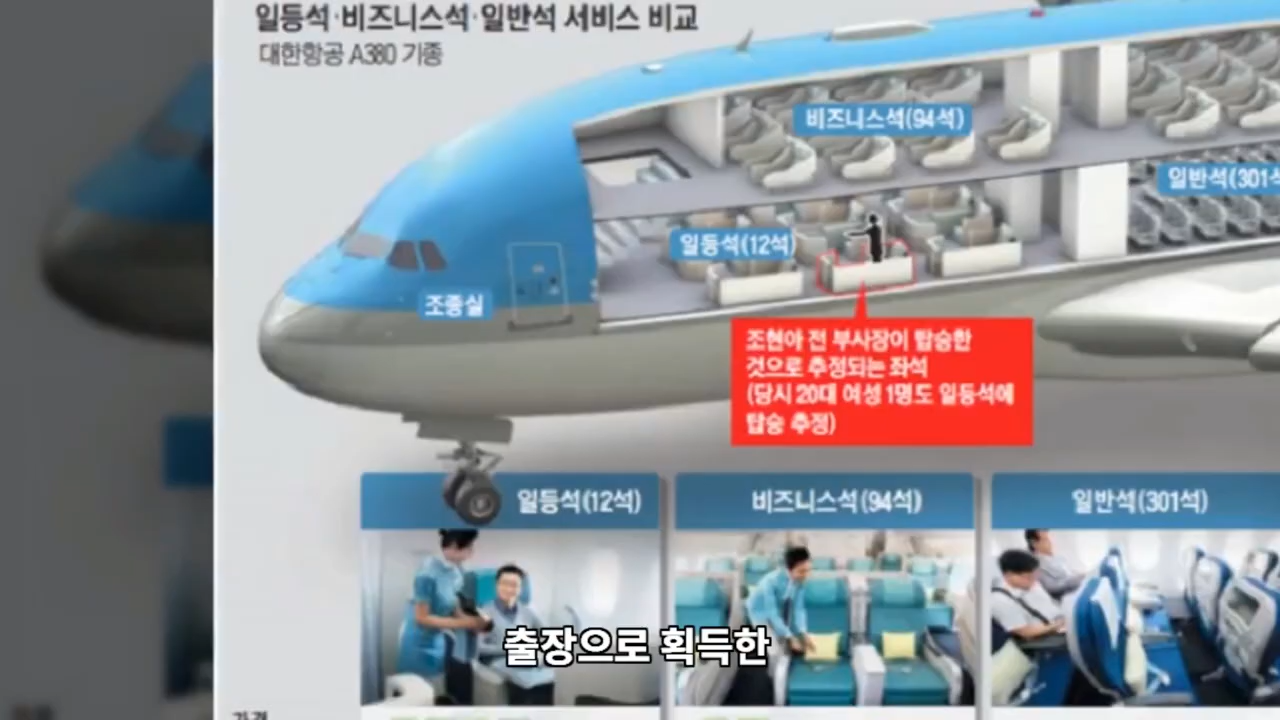 일등석·비즈니스석·일반석 서비스 비교
대한항공 A380 기종
비즈니스석(94석)
일반석(301석
일등석(12석)
조종실
조현아 전 부사장이 탑승한
것으로 추정되는 좌석
(당시 20대 여성 1명도 일등석에
탑승 추정)
일등석(12석)
비즈니스석(94석)
일반석(301석)
출장으로 획득한
가격